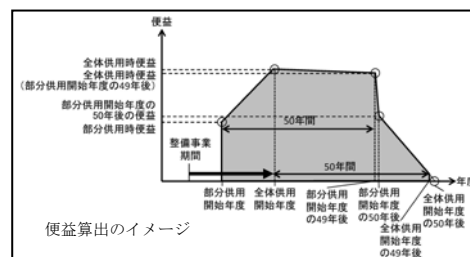 便益
全体供用時便益
全体供用時便益
(部分供用開始年度の49年後)
部分供用開始年度の
50年後の便益
部分供用時便益
整備事業
期間
50年間
50年間
年度
部分供用
開始年度
全体供用
開始年度
部分供用
開始年度
の49年後
部分供用
開始年度
の50年後
全体供用
開始年度
の49年後
全体供用
開始年度
の50年後
便益算出のイメージ